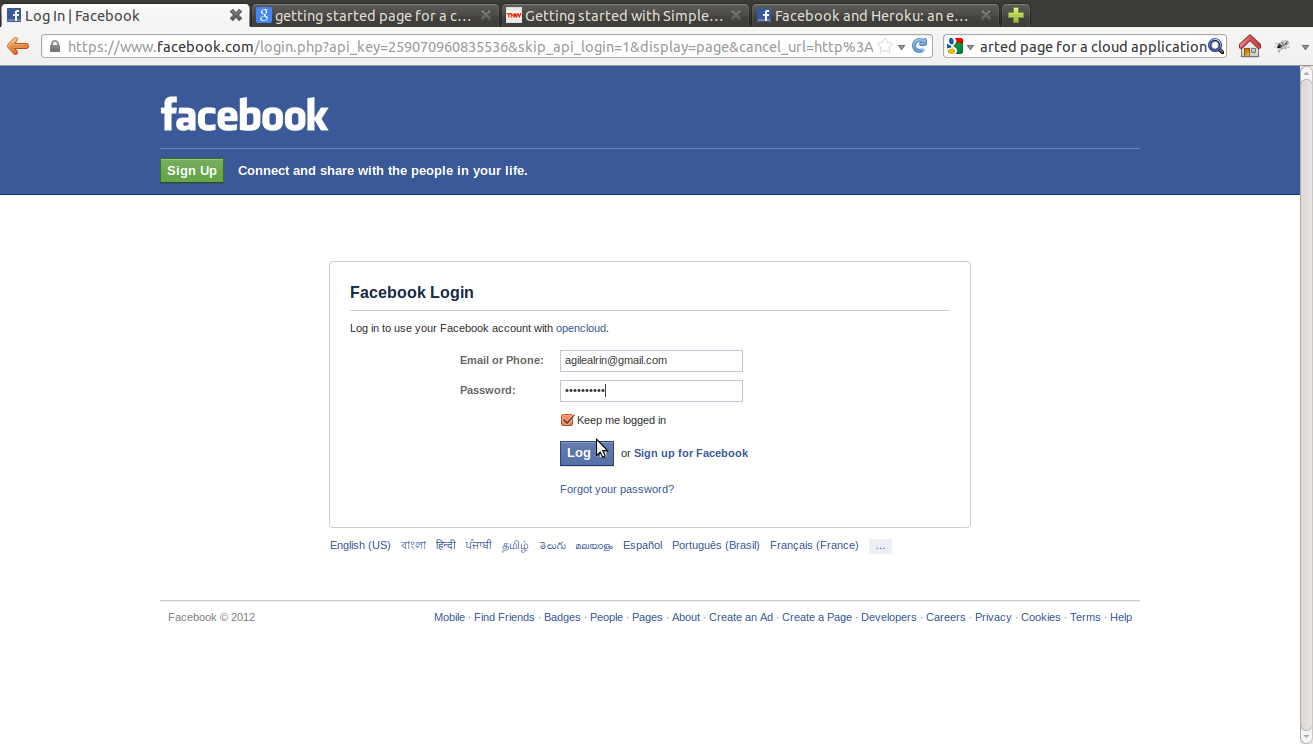 Log In | Facebook
getting started page for a c...
Getting started with Simple...
Facebook and Heroku: an e...
https://www.facebook.com/login.php?api_key=259070960835536&skip_api_login=1&display=page&cancel_url=http%3A
arted page for a cloud application
facebook
Sign Up Connect and share with the people in your life.
Facebook Login
Log in to use your Facebook account with opencloud.
Email or Phone: agilealrin@gmail.com
Password: ••••••••••
Keep me logged in
Log or Sign up for Facebook
Forgot your password?
English (US) বাংলা हिन्दी ਪੰਜਾਬੀ தமிழ் తెలుగు മലയാളം Español Português (Brasil) Français (France) ...
Facebook © 2012 Mobile · Find Friends · Badges · People · Pages · About · Create an Ad · Create a Page · Developers · Careers · Privacy · Cookies · Terms · Help